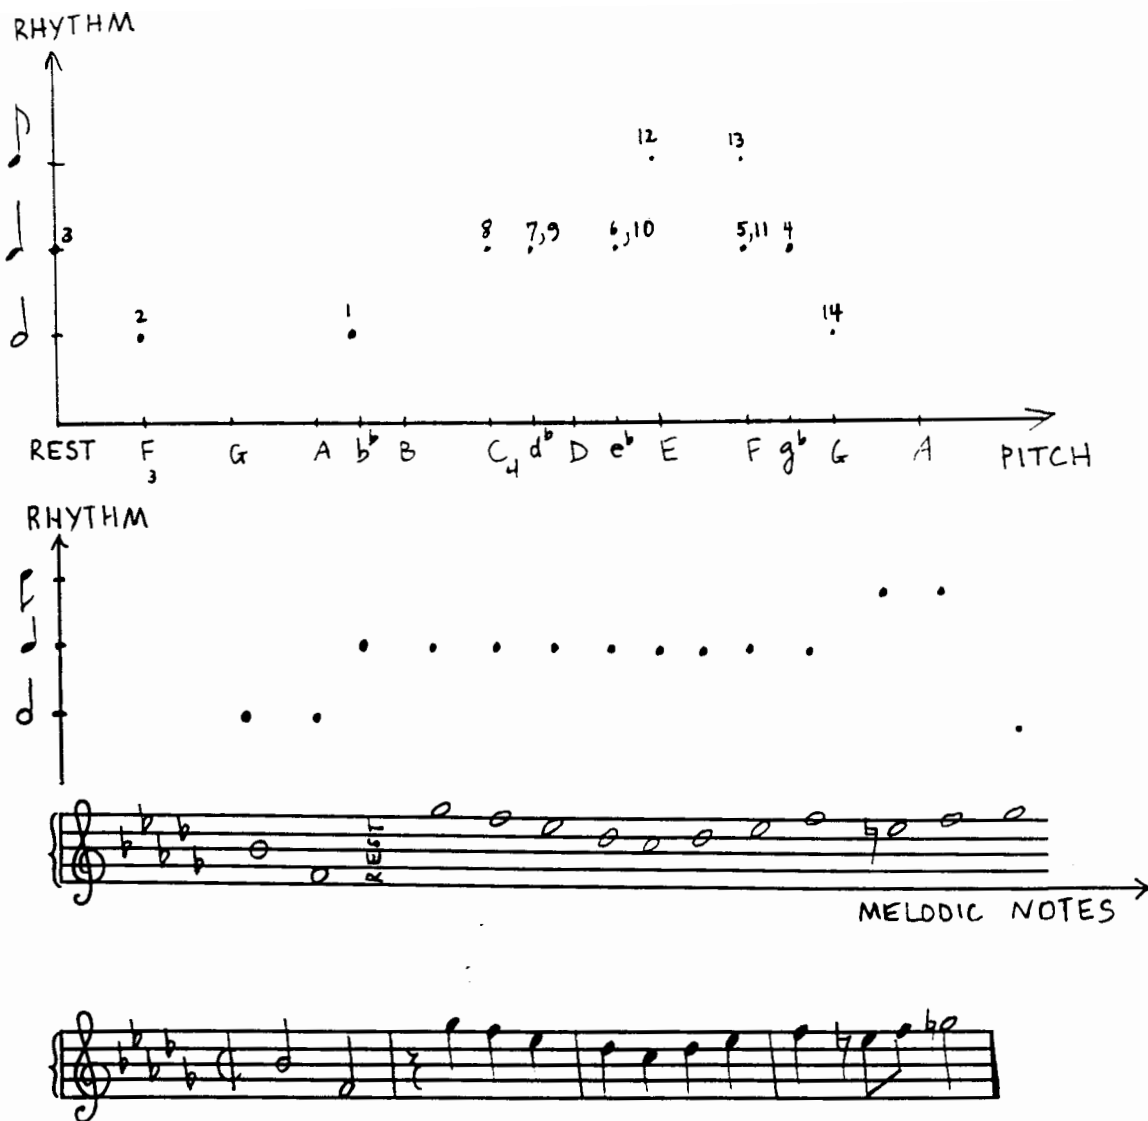 RHYTHM
12 13
3 8 7,9 6,10 5,11 4
2 1 14
REST F G A b♭ B C d♭ D e♭ E F g♭ G A PITCH
3 4
RHYTHM
REST
MELODIC NOTES